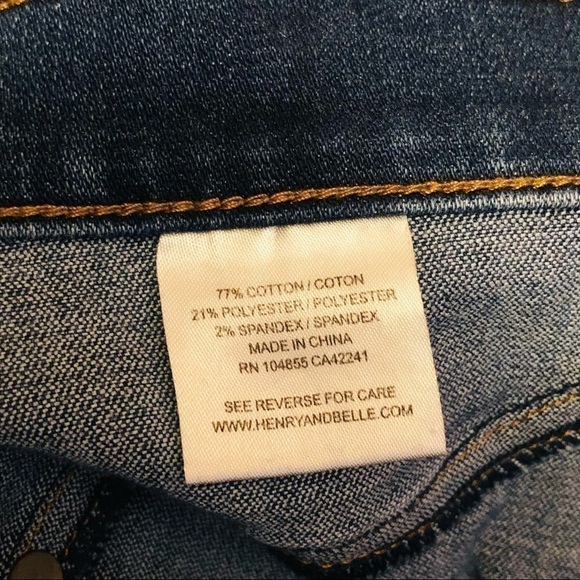 77% COTTON / COTON
21% POLYESTER / POLYESTER
2% SPANDEX / SPANDEX
MADE IN CHINA
RN 104855 CA42241
SEE REVERSE FOR CARE
WWW.HENRYANDBELLE.COM